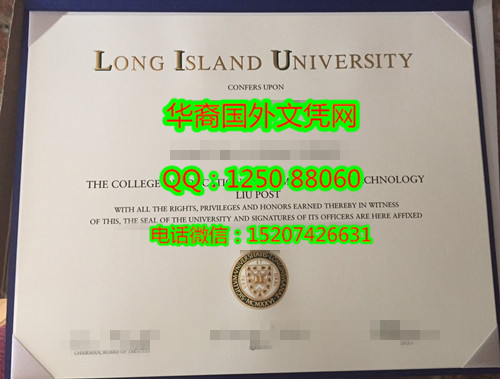 LONG ISLAND UNIVERSITY
CONFERS UPON
华裔国外文凭网
QQ：1250 88060
THE COLLEGE CHNOLOGY
LIU POST
WITH ALL THE RIGHTS, PRIVILEGES AND HONORS EARNED THEREBY IN WITNESS
OF THIS, THE SEAL OF THE UNIVERSITY AND SIGNATURES OF ITS OFFICERS ARE HERE AFFIXED
电话微信：15207426631